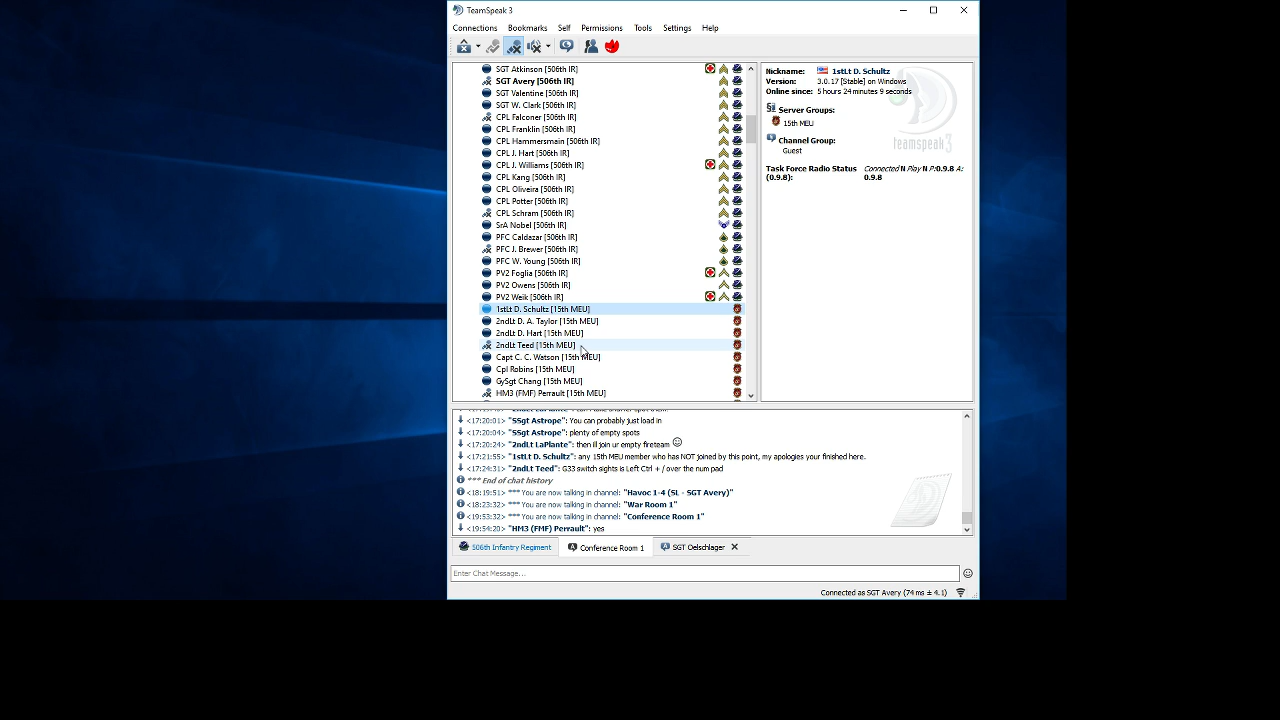 TeamSpeak 3
Connections Bookmarks Self Permissions Tools Settings Help
SGT Atkinson [506th IR]
SGT Avery [506th IR]
SGT Valentine [506th IR]
SGT W. Clark [506th IR]
CPL Falconer [506th IR]
CPL Franklin [506th IR]
CPL Hammersmain [506th IR]
CPL J. Hart [506th IR]
CPL J. Williams [506th IR]
CPL Kang [506th IR]
CPL Oliveira [506th IR]
CPL Potter [506th IR]
CPL Schram [506th IR]
SrA Nobel [506th IR]
PFC Caldazar [506th IR]
PFC J. Brewer [506th IR]
PFC W. Young [506th IR]
PV2 Foglia [506th IR]
PV2 Owens [506th IR]
PV2 Weik [506th IR]
1stLt D. Schultz [15th MEU]
2ndLt D. A. Taylor [15th MEU]
2ndLt D. Hart [15th MEU]
2ndLt Teed [15th MEU]
Capt C. C. Watson [15th MEU]
Cpl Robins [15th MEU]
GySgt Chang [15th MEU]
HM3 (FMF) Perrault [15th MEU]
Nickname: 1stLt D. Schultz
Version: 3.0.17 [Stable] on Windows
Online since: 5 hours 24 minutes 9 seconds
Server Groups:
15th MEU
Channel Group:
Guest
teamspeak 3
Task Force Radio Status (0.9.8): Connected N Play N P:0.9.8 A: 0.9.8
<17:20:01> "SSgt Astrope": You can probably just load in
<17:20:04> "SSgt Astrope": plenty of empty spots
<17:20:24> "2ndLt LaPlante": then ill join ur empty fireteam
<17:21:55> "1stLt D. Schultz": any 15th MEU member who has NOT joined by this point, my apologies your finished here.
<17:24:31> "2ndLt Teed": G33 switch sights is Left Ctrl + / over the num pad
*** End of chat history
<18:19:51> *** You are now talking in channel: "Havoc 1-4 (SL - SGT Avery)"
<18:23:32> *** You are now talking in channel: "War Room 1"
<19:53:32> *** You are now talking in channel: "Conference Room 1"
<19:54:20> "HM3 (FMF) Perrault": yes
506th Infantry Regiment Conference Room 1 SGT Oelschlager
Enter Chat Message...
Connected as SGT Avery (74 ms ± 4.1)